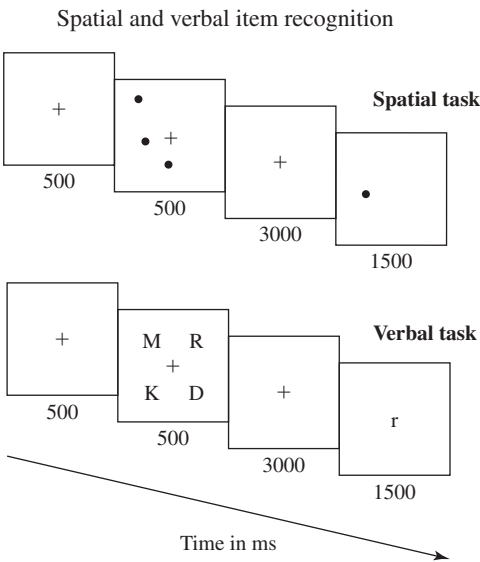 Spatial and verbal item recognition
Spatial task
500
500
3000
1500
Verbal task
M R
K D
r
500
500
3000
1500
Time in ms